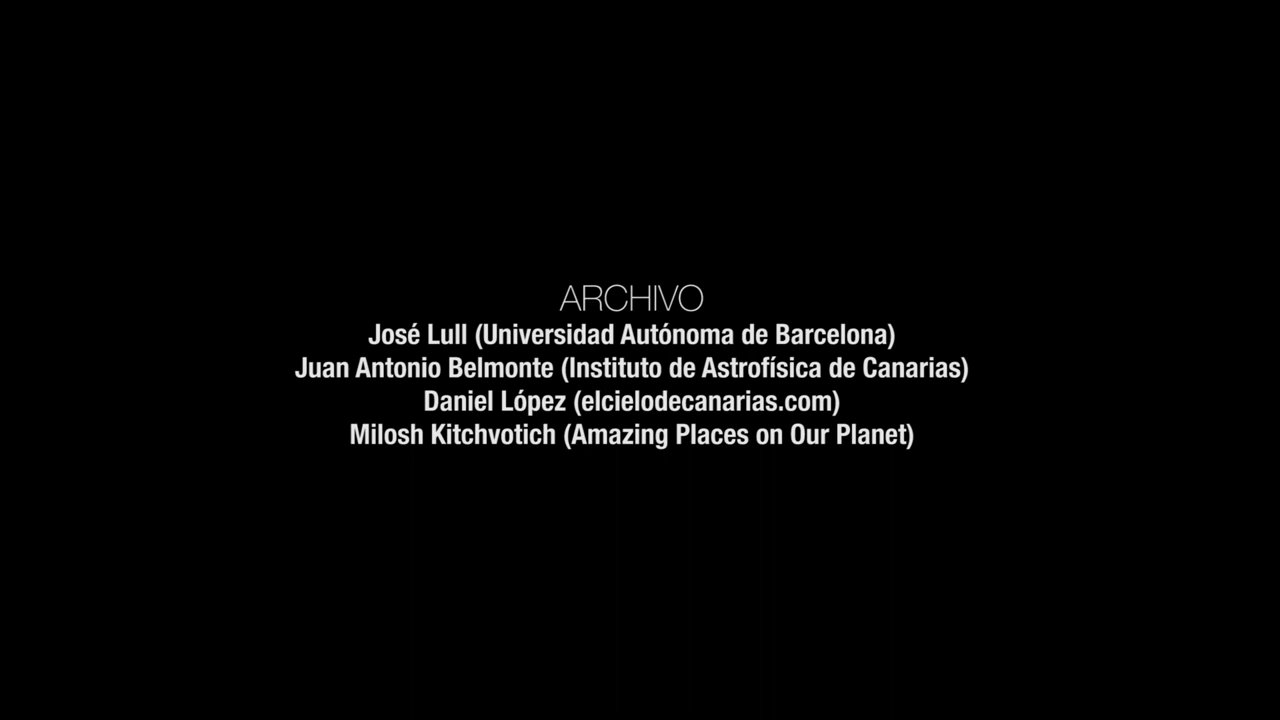 ARCHIVO
José Lull (Universidad Autónoma de Barcelona)
Juan Antonio Belmonte (Instituto de Astrofísica de Canarias)
Daniel López (elcielodecanarias.com)
Milosh Kitchvotich (Amazing Places on Our Planet)